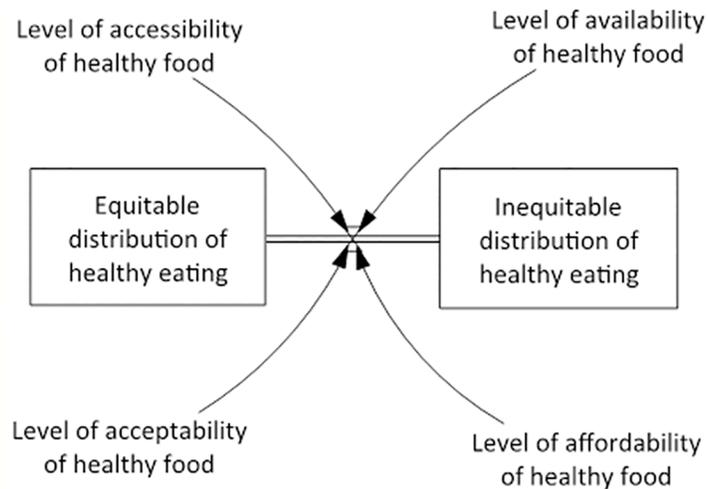 Level of accessibility
of healthy food
Level of availability
of healthy food
Equitable
distribution of
healthy eating
Inequitable
distribution of
healthy eating
Level of acceptability
of healthy food
Level of affordability
of healthy food